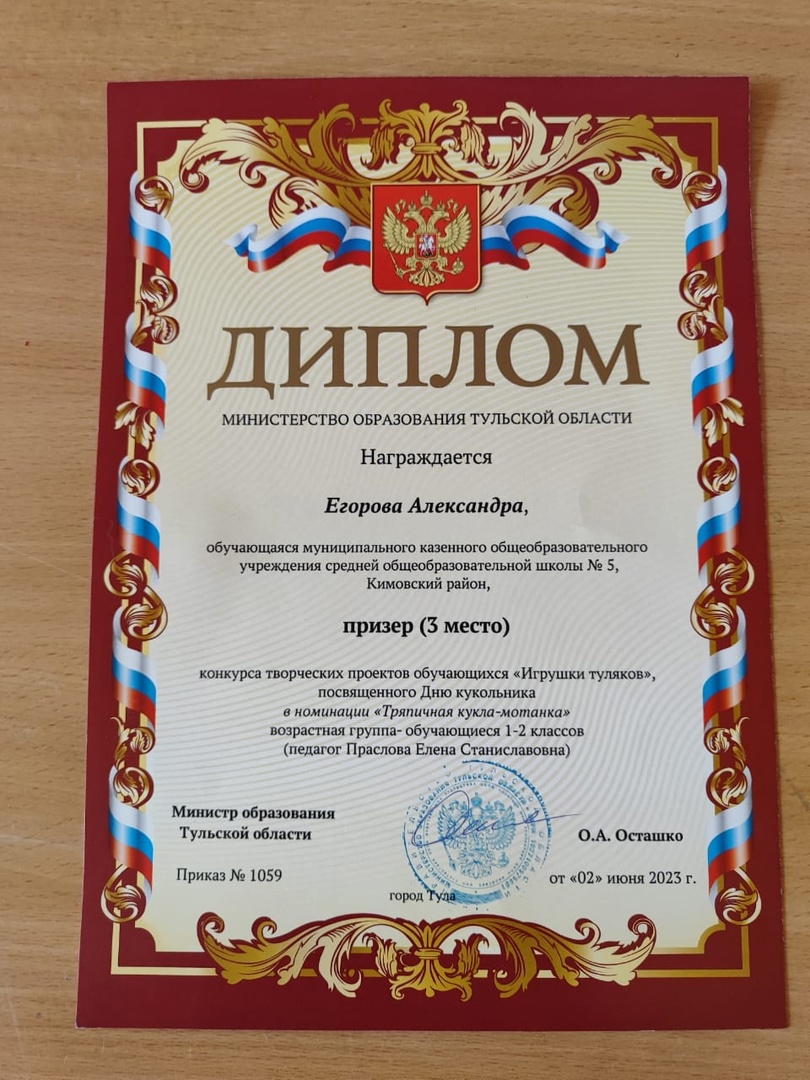 ДИПЛОМ
МИНИСТЕРСТВО ОБРАЗОВАНИЯ ТУЛЬСКОЙ ОБЛАСТИ
Награждается
Егорова Александра,
обучающаяся муниципального казенного общеобразовательного
учреждения средней общеобразовательной школы № 5,
Кимовский район,
призер (3 место)
конкурса творческих проектов обучающихся «Игрушки туляков»,
посвященного Дню кукольника
в номинации «Тряпичная кукла-мотанка»
возрастная группа- обучающиеся 1-2 классов
(педагог Праслова Елена Станиславовна)
Министр образования
Тульской области
О.А. Осташко
Приказ № 1059
от «02» июня 2023 г.
город Тула